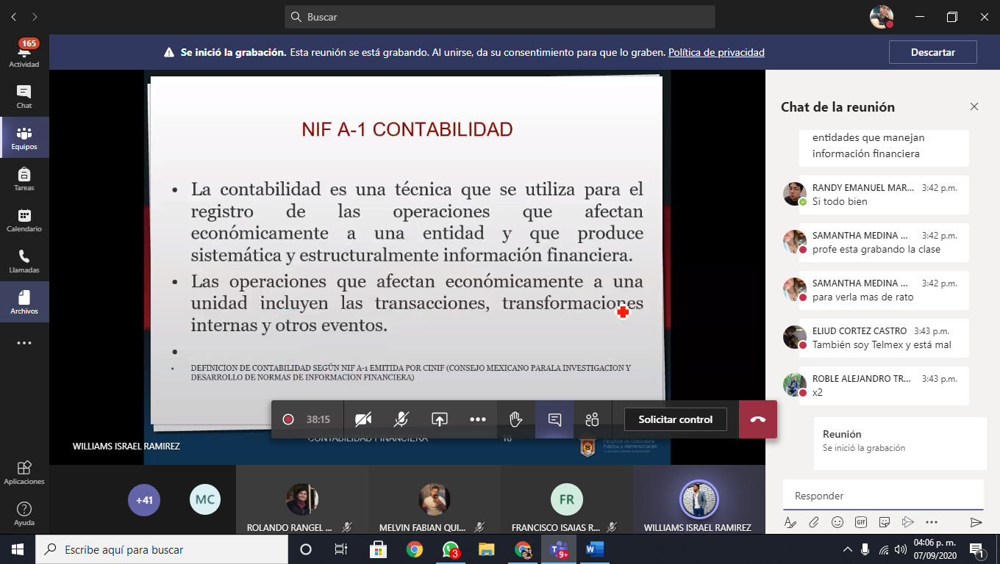 Buscar
Se inició la grabación. Esta reunión se está grabando. Al unirse, da su consentimiento para que lo graben. Política de privacidad
Descartar
165
Actividad
Chat
Equipos
Tareas
Calendario
Llamadas
Archivos
Aplicaciones
Ayuda
NIF A-1 CONTABILIDAD
• La contabilidad es una técnica que se utiliza para el
registro de las operaciones que afectan
económicamente a una entidad y que produce
sistemática y estructuralmente información financiera.
• Las operaciones que afectan económicamente a una
unidad incluyen las transacciones, transformaciones
internas y otros eventos.
•
• DEFINICION DE CONTABILIDAD SEGÚN NIF A-1 EMITIDA POR CINIF (CONSEJO MEXICANO PARALA INVESTIGACION Y
DESARROLLO DE NORMAS DE INFORMACION FINANCIERA)
38:15
Solicitar control
WILLIAMS ISRAEL RAMIREZ
CONTABILIDAD FINANCIERA
Facultad de Contaduría
Pública y Administración
+41
MC
ROLANDO RANGEL ...
MELVIN FABIAN QUI...
FR
FRANCISCO ISAIAS R...
WILLIAMS ISRAEL RAMIREZ
Chat de la reunión
entidades que manejan
información financiera
RANDY EMANUEL MAR... 3:42 p.m.
Si todo bien
SAMANTHA MEDINA ... 3:42 p.m.
profe esta grabando la clase
SAMANTHA MEDINA ... 3:42 p.m.
para verla mas de rato
ELIUD CORTEZ CASTRO 3:43 p.m.
También soy Telmex y está mal
ROBLE ALEJANDRO TR... 3:43 p.m.
x2
Reunión
Se inició la grabación
Responder
GIF
Escribe aquí para buscar
3
9+
04:06 p. m.
07/09/2020
1